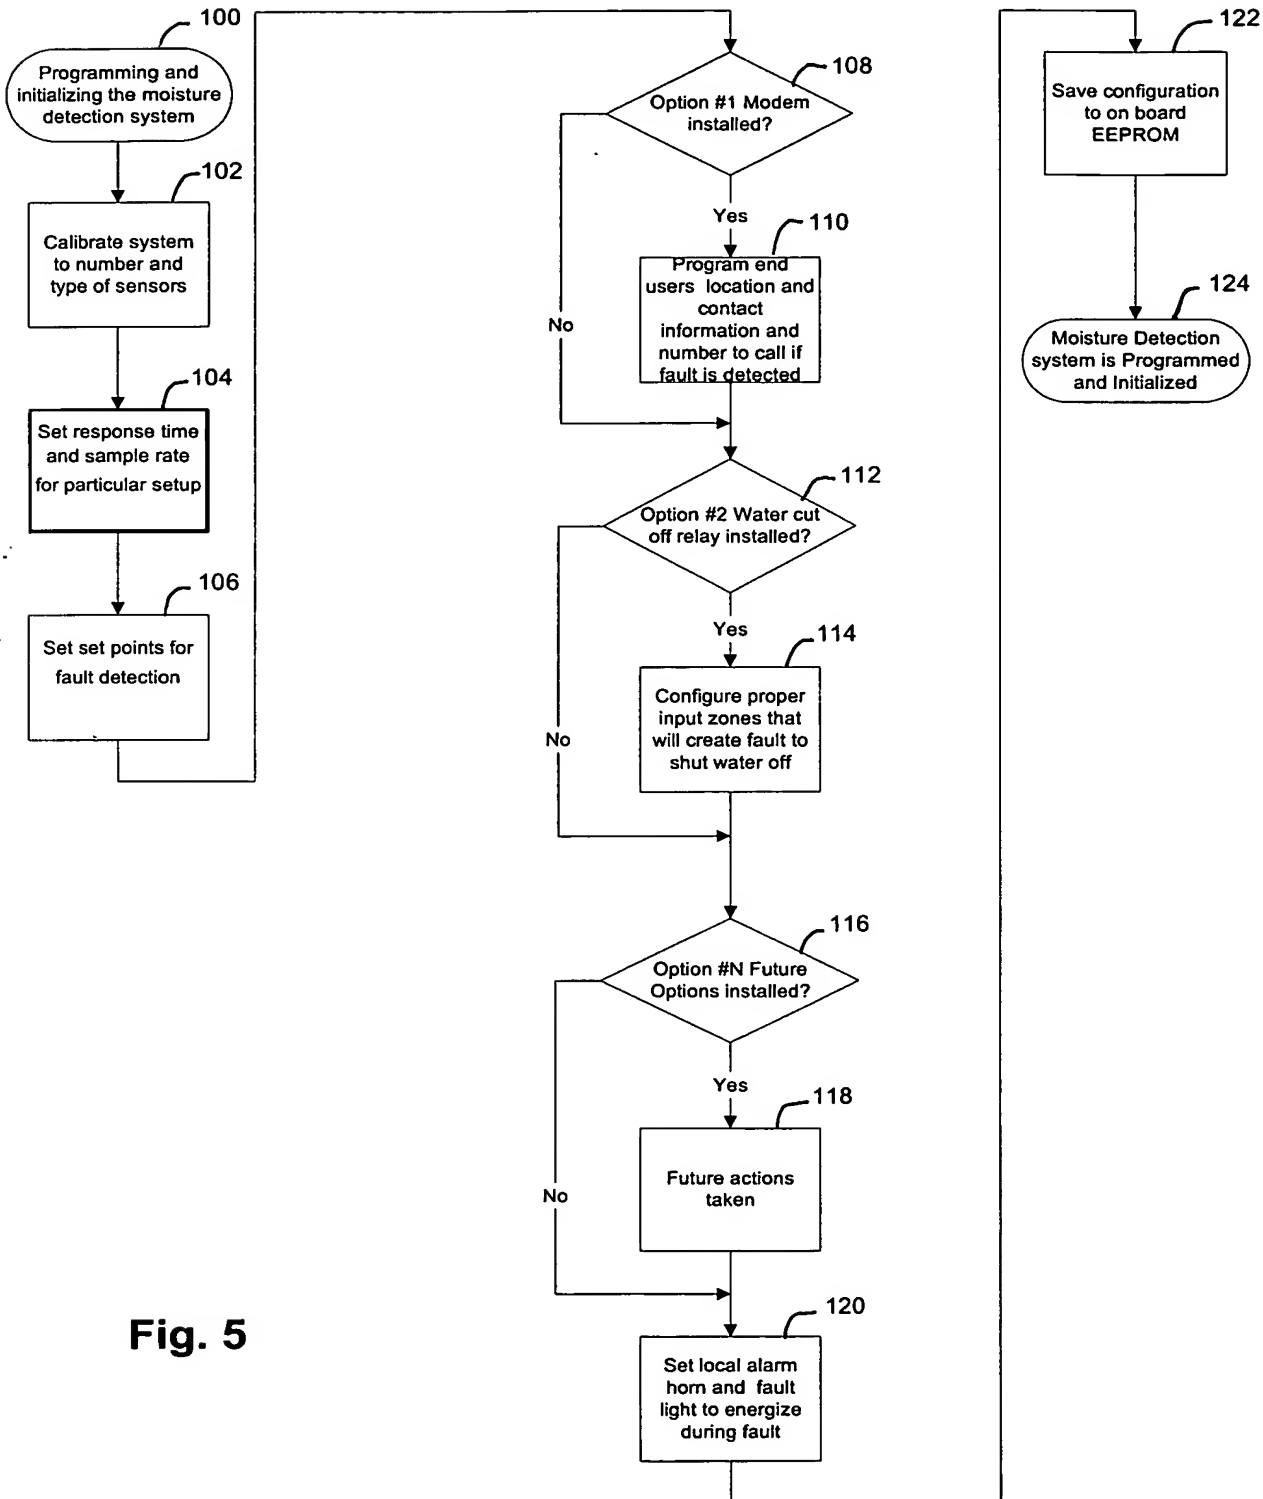 100
Programming and
initializing the moisture
detection system
102
Calibrate system
to number and
type of sensors
104
Set response time
and sample rate
for particular setup
106
Set set points for
fault detection
108
Option #1 Modem
installed?
Yes
No
110
Program end
users location and
contact
information and
number to call if
fault is detected
112
Option #2 Water cut
off relay installed?
Yes
No
114
Configure proper
input zones that
will create fault to
shut water off
116
Option #N Future
Options installed?
Yes
No
118
Future actions
taken
120
Set local alarm
horn and fault
light to energize
during fault
122
Save configuration
to on board
EEPROM
124
Moisture Detection
system is Programmed
and Initialized
Fig. 5